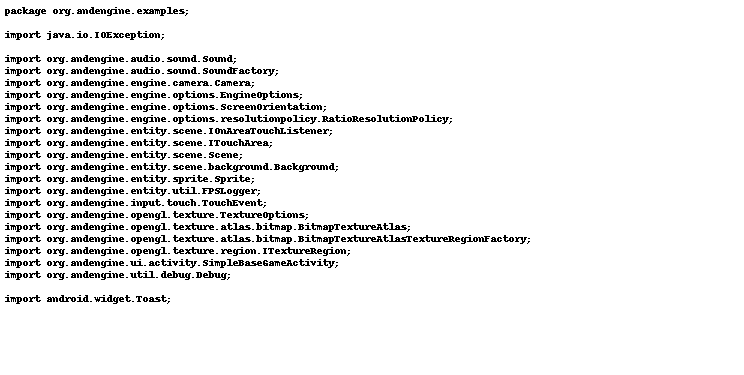 package org.andengine.examples;

import java.io.IOException;

import org.andengine.audio.sound.Sound;
import org.andengine.audio.sound.SoundFactory;
import org.andengine.engine.camera.Camera;
import org.andengine.engine.options.EngineOptions;
import org.andengine.engine.options.ScreenOrientation;
import org.andengine.engine.options.resolutionpolicy.RatioResolutionPolicy;
import org.andengine.entity.scene.IOnAreaTouchListener;
import org.andengine.entity.scene.ITouchArea;
import org.andengine.entity.scene.Scene;
import org.andengine.entity.scene.background.Background;
import org.andengine.entity.sprite.Sprite;
import org.andengine.entity.util.FPSLogger;
import org.andengine.input.touch.TouchEvent;
import org.andengine.opengl.texture.TextureOptions;
import org.andengine.opengl.texture.atlas.bitmap.BitmapTextureAtlas;
import org.andengine.opengl.texture.atlas.bitmap.BitmapTextureAtlasTextureRegionFactory;
import org.andengine.opengl.texture.region.ITextureRegion;
import org.andengine.ui.activity.SimpleBaseGameActivity;
import org.andengine.util.debug.Debug;

import android.widget.Toast;